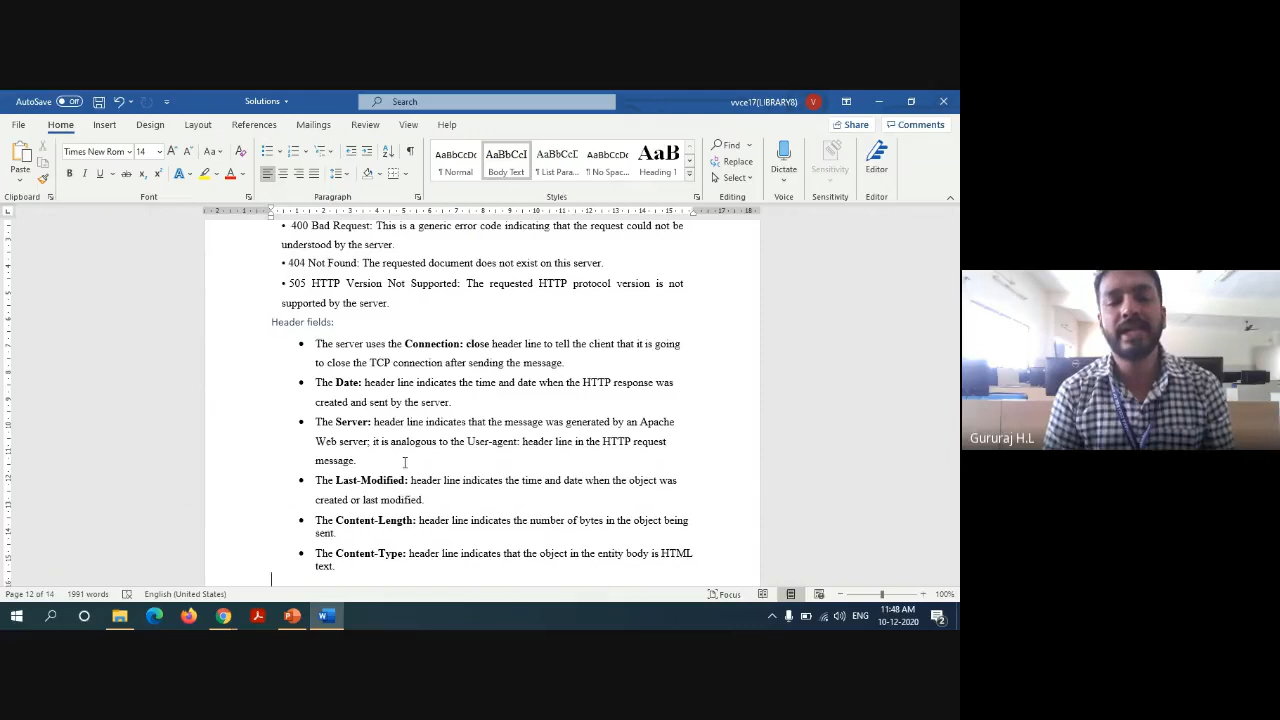 AutoSave Off
Solutions
Search
vvce17(LIBRARY8) V
File Home Insert Design Layout References Mailings Review View Help
Share Comments
Times New Rom 14
Paste
AaBbCcDc AaBbCcI AaBbCcDt AaBbCcDc AaB
¶ Normal Body Text ¶ List Para... ¶ No Spac... Heading 1
Find
Replace
Select
Dictate Sensitivity Editor
Clipboard Font Paragraph Styles Editing Voice Sensitivity Editor
• 400 Bad Request: This is a generic error code indicating that the request could not be
understood by the server.
• 404 Not Found: The requested document does not exist on this server.
• 505 HTTP Version Not Supported: The requested HTTP protocol version is not
supported by the server.
Header fields:
• The server uses the Connection: close header line to tell the client that it is going
to close the TCP connection after sending the message.
• The Date: header line indicates the time and date when the HTTP response was
created and sent by the server.
• The Server: header line indicates that the message was generated by an Apache
Web server; it is analogous to the User-agent: header line in the HTTP request
message.
• The Last-Modified: header line indicates the time and date when the object was
created or last modified.
• The Content-Length: header line indicates the number of bytes in the object being
sent.
• The Content-Type: header line indicates that the object in the entity body is HTML
text.
Gururaj H.L
Page 12 of 14 1991 words English (United States) Focus 100%
ENG 11:48 AM
10-12-2020 2